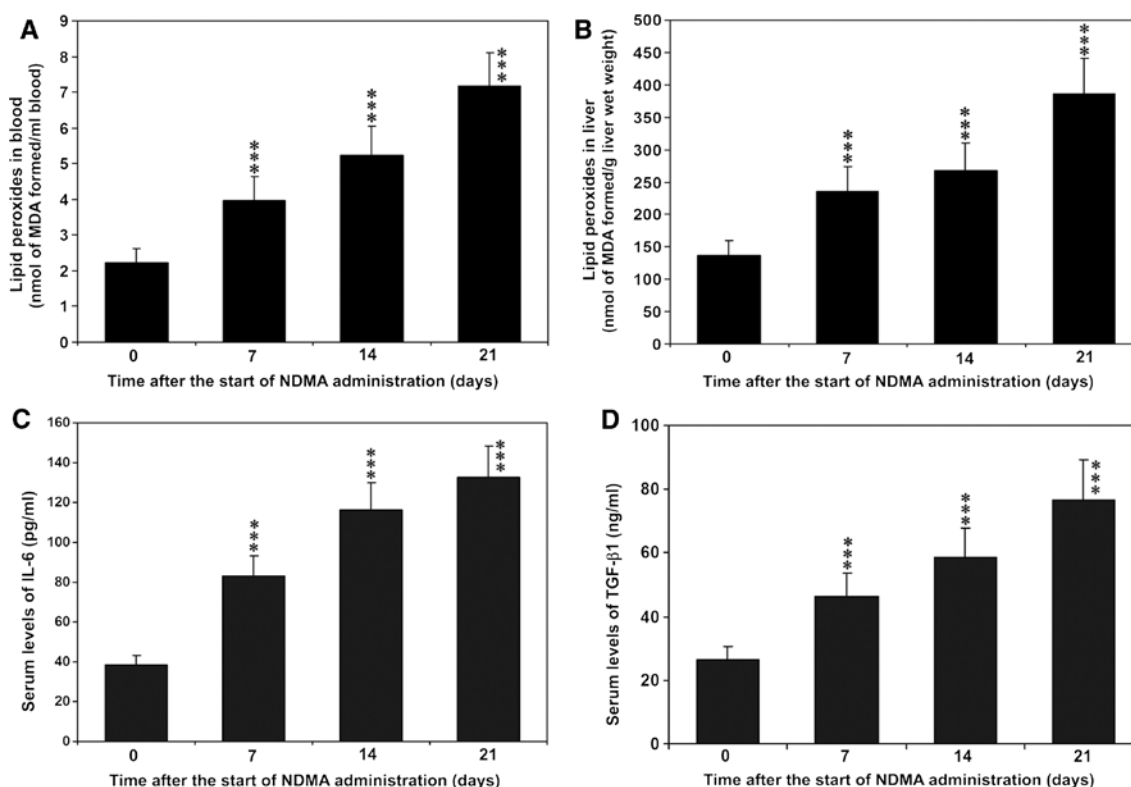 A
Lipid peroxides in blood
(nmol of MDA formed/ml blood)
9
8
7
6
5
4
3
2
1
0
***
***
***
0 7 14 21
Time after the start of NDMA administration (days)
B
Lipid peroxides in liver
(nmol of MDA formed/g liver wet weight)
500
450
400
350
300
250
200
150
100
50
0
***
***
***
0 7 14 21
Time after the start of NDMA administration (days)
C
Serum levels of IL-6 (pg/ml)
160
140
120
100
80
60
40
20
0
***
***
***
0 7 14 21
Time after the start of NDMA administration (days)
D
Serum levels of TGF-β1 (ng/ml)
100
80
60
40
20
0
***
***
***
0 7 14 21
Time after the start of NDMA administration (days)